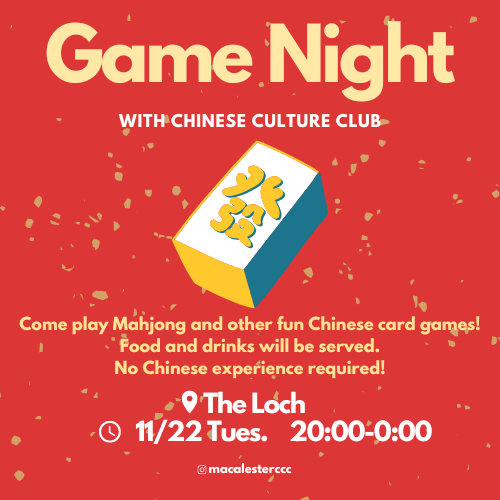 Game Night
WITH CHINESE CULTURE CLUB
發
Come play Mahjong and other fun Chinese card games!
Food and drinks will be served.
No Chinese experience required!
The Loch
11/22 Tues. 20:00-0:00
macalesterccc